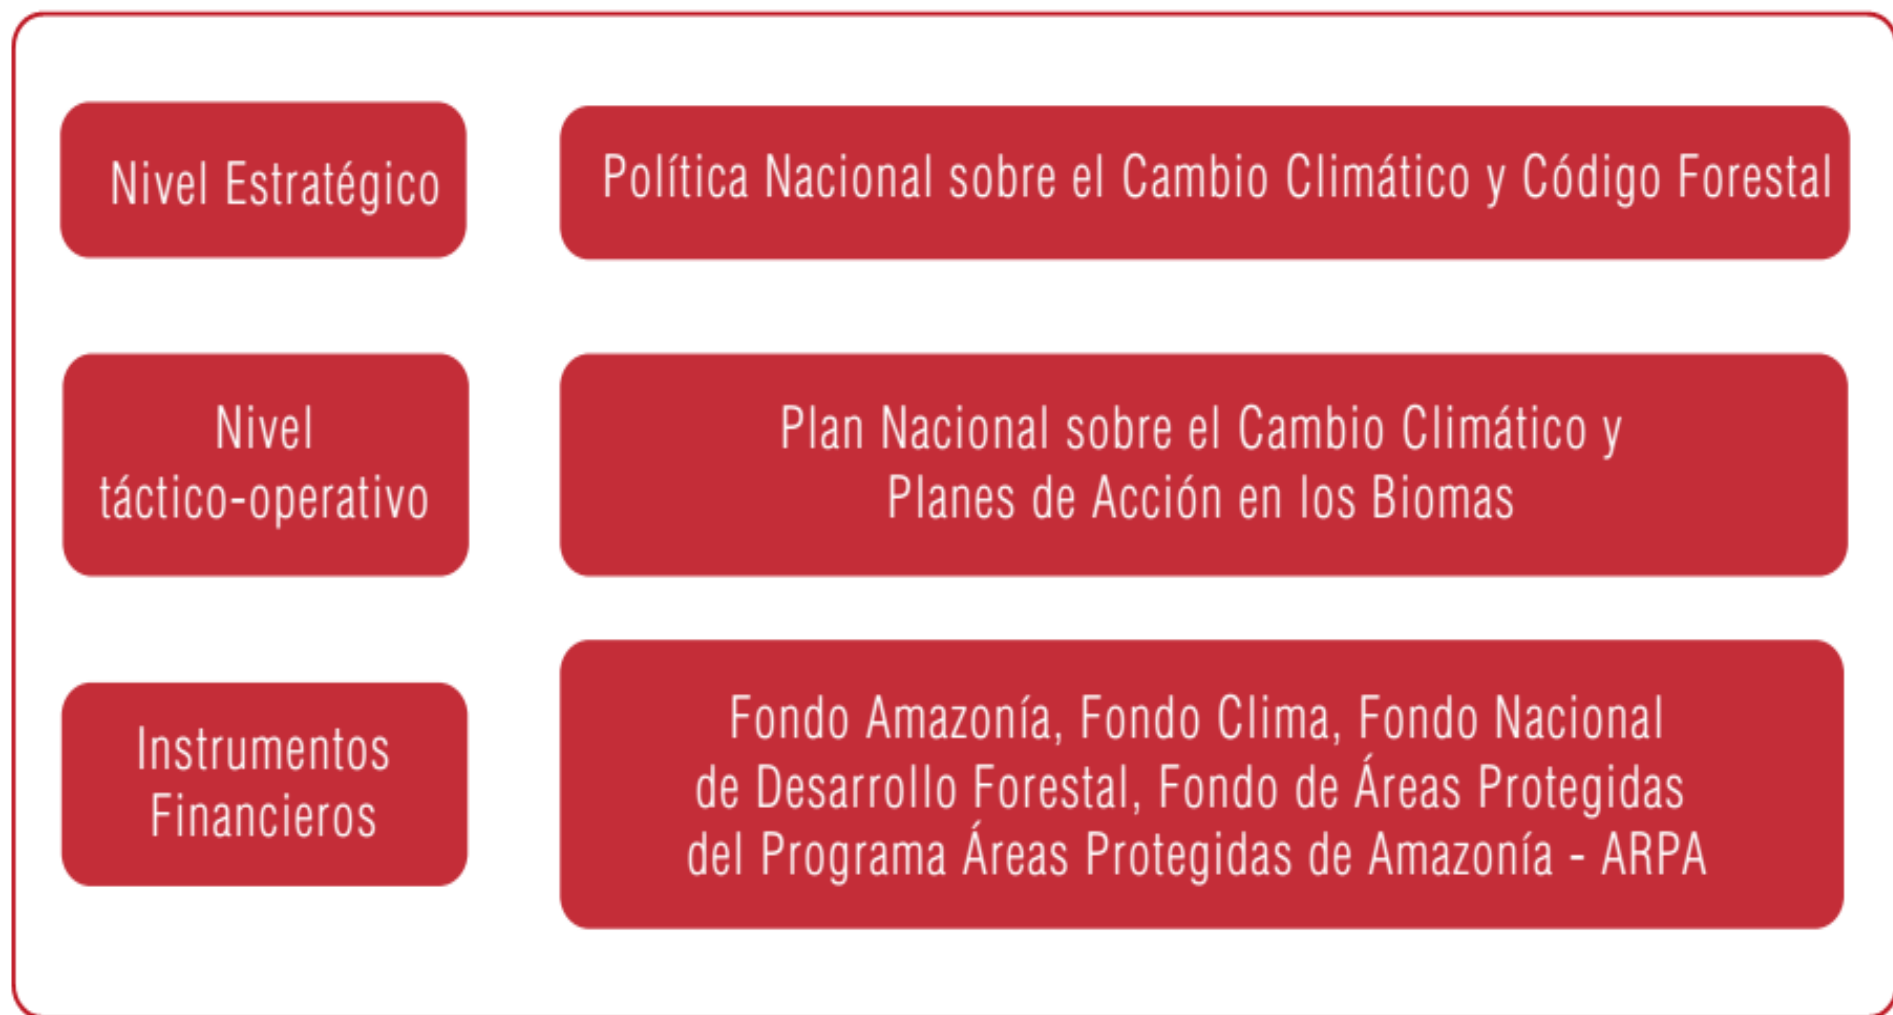 Nivel Estratégico
Política Nacional sobre el Cambio Climático y Código Forestal
Nivel
táctico-operativo
Plan Nacional sobre el Cambio Climático y
Planes de Acción en los Biomas
Instrumentos
Financieros
Fondo Amazonía, Fondo Clima, Fondo Nacional
de Desarrollo Forestal, Fondo de Áreas Protegidas
del Programa Áreas Protegidas de Amazonía - ARPA